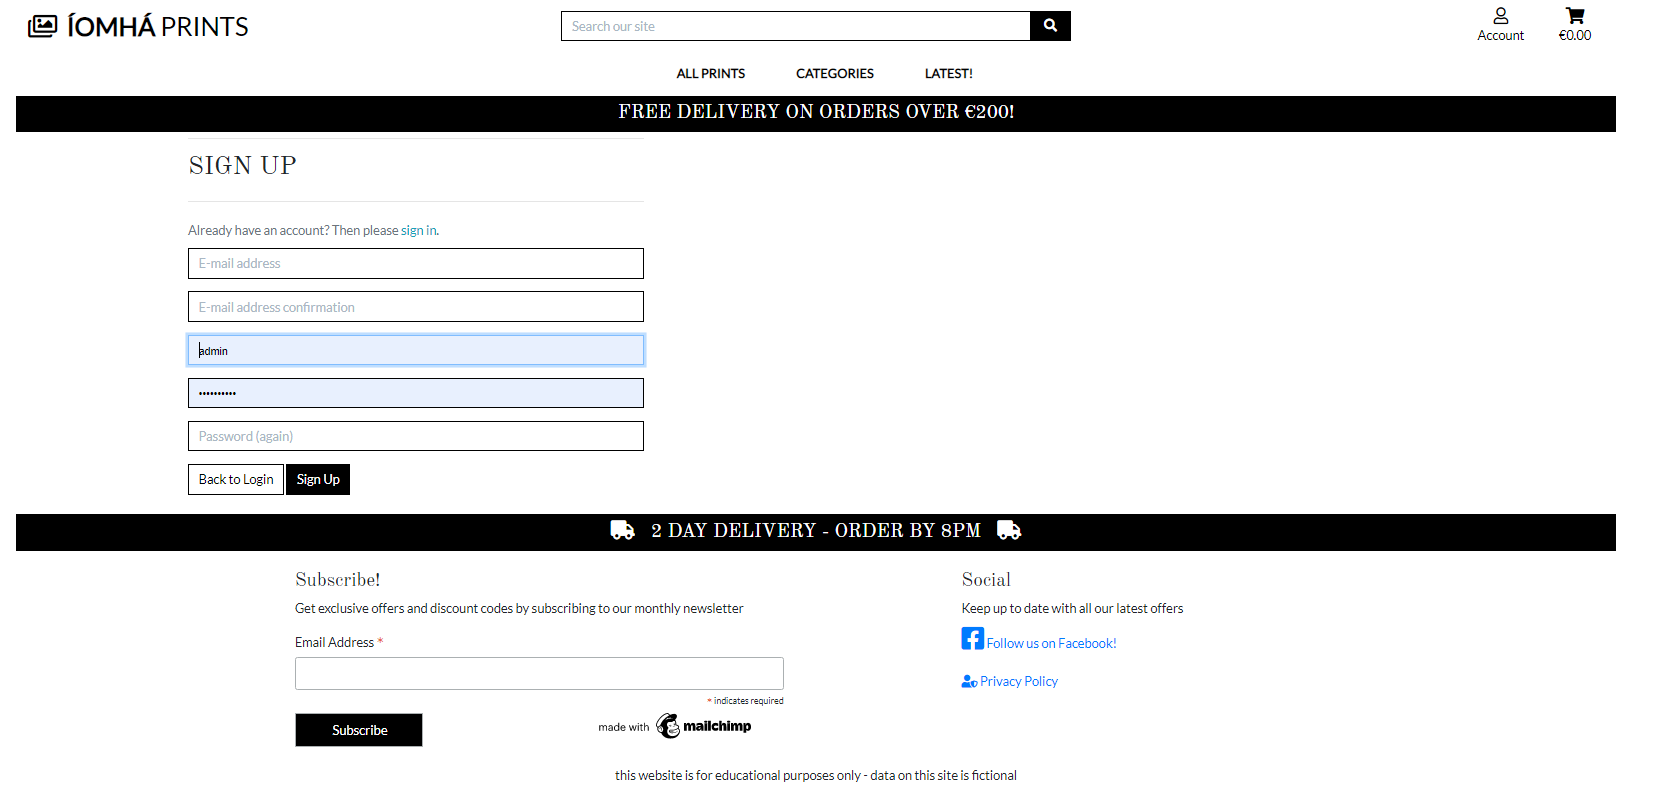 ÍOMHÁ PRINTS
Search our site
Account
€0.00
ALL PRINTS CATEGORIES LATEST!
FREE DELIVERY ON ORDERS OVER €200!
SIGN UP
Already have an account? Then please sign in.
E-mail address
E-mail address confirmation
admin
••••••••••
Password (again)
Back to Login Sign Up
2 DAY DELIVERY - ORDER BY 8PM
Subscribe!
Get exclusive offers and discount codes by subscribing to our monthly newsletter
Email Address *
* indicates required
Subscribe
made with mailchimp
Social
Keep up to date with all our latest offers
Follow us on Facebook!
Privacy Policy
this website is for educational purposes only - data on this site is fictional